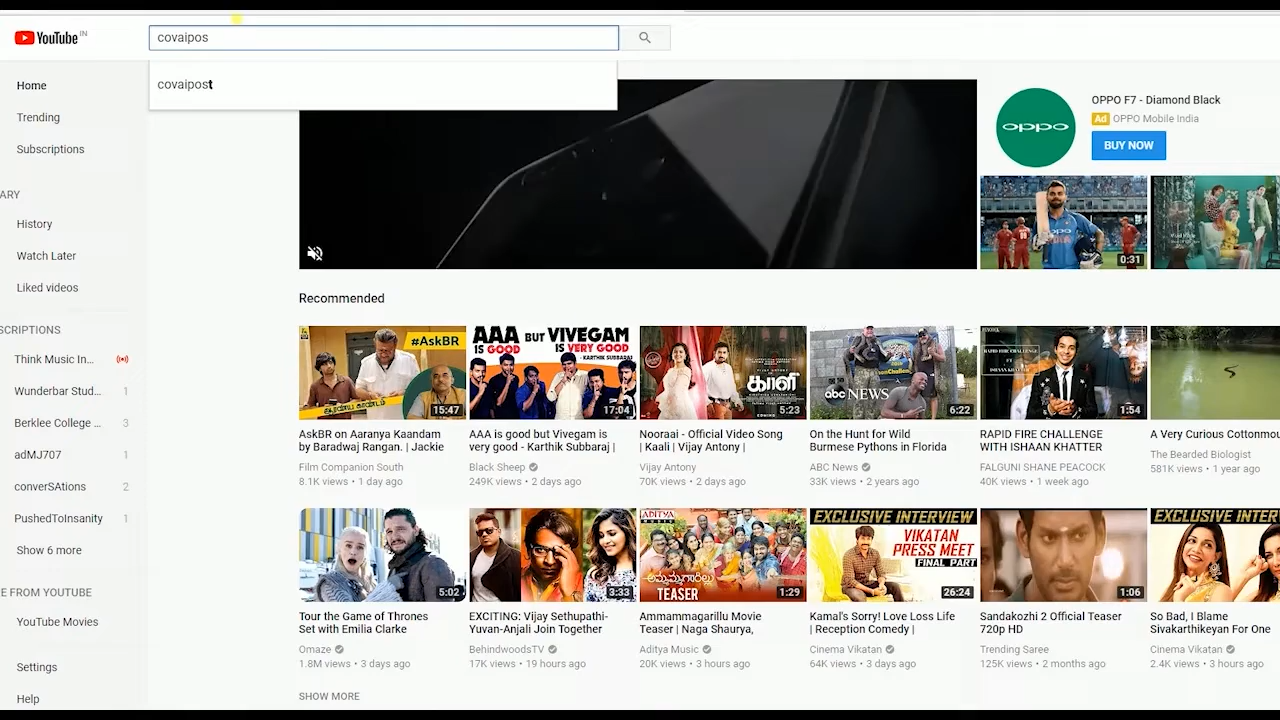 YouTube IN
covaipos
covaipost
Home
Trending
Subscriptions
ARY
History
Watch Later
Liked videos
SCRIPTIONS
Think Music In...
Wunderbar Stud... 1
Berklee College ... 3
adMJ707 1
converSAtions 2
PushedToInsanity 1
Show 6 more
E FROM YOUTUBE
YouTube Movies
Settings
Help
oppo
OPPO F7 - Diamond Black
Ad OPPO Mobile India
BUY NOW
oppo
0:31
Recommended
#AskBR
ஆரண்ய காண்டம்
15:47
AskBR on Aaranya Kaandam
by Baradwaj Rangan. | Jackie
Film Companion South
8.1K views • 1 day ago
AAA BUT VIVEGAM
IS GOOD IS VERY GOOD
- KARTHIK SUBBARAJ
17:04
AAA is good but Vivegam is
very good - Karthik Subbaraj |
Black Sheep
249K views • 2 days ago
காளி
5:23
Nooraai - Official Video Song
| Kaali | Vijay Antony |
Vijay Antony
70K views • 2 days ago
abc NEWS
6:22
On the Hunt for Wild
Burmese Pythons in Florida
ABC News
33K views • 2 years ago
RAPID FIRE CHALLENGE
FT
ISHAAN KHATTER
1:54
RAPID FIRE CHALLENGE
WITH ISHAAN KHATTER
FALGUNI SHANE PEACOCK
40K views • 1 week ago
A Very Curious Cottonmou
The Bearded Biologist
581K views • 1 year ago
5:02
Tour the Game of Thrones
Set with Emilia Clarke
Omaze
1.8M views • 3 days ago
3:33
EXCITING: Vijay Sethupathi-
Yuvan-Anjali Join Together
BehindwoodsTV
17K views • 19 hours ago
ADITYA
MUSIC
అమ్మమ్మగారిల్లు
TEASER
1:29
Ammammagarillu Movie
Teaser | Naga Shaurya,
Aditya Music
20K views • 3 hours ago
EXCLUSIVE INTERVIEW
VIKATAN
PRESS MEET
FINAL PART
26:24
Kamal's Sorry! Love Loss Life
| Reception Comedy |
Cinema Vikatan
64K views • 3 days ago
1:06
Sandakozhi 2 Official Teaser
720p HD
Trending Saree
125K views • 2 months ago
EXCLUSIVE INTER
So Bad, I Blame
Sivakarthikeyan For One
Cinema Vikatan
2.4K views • 3 hours ago
SHOW MORE